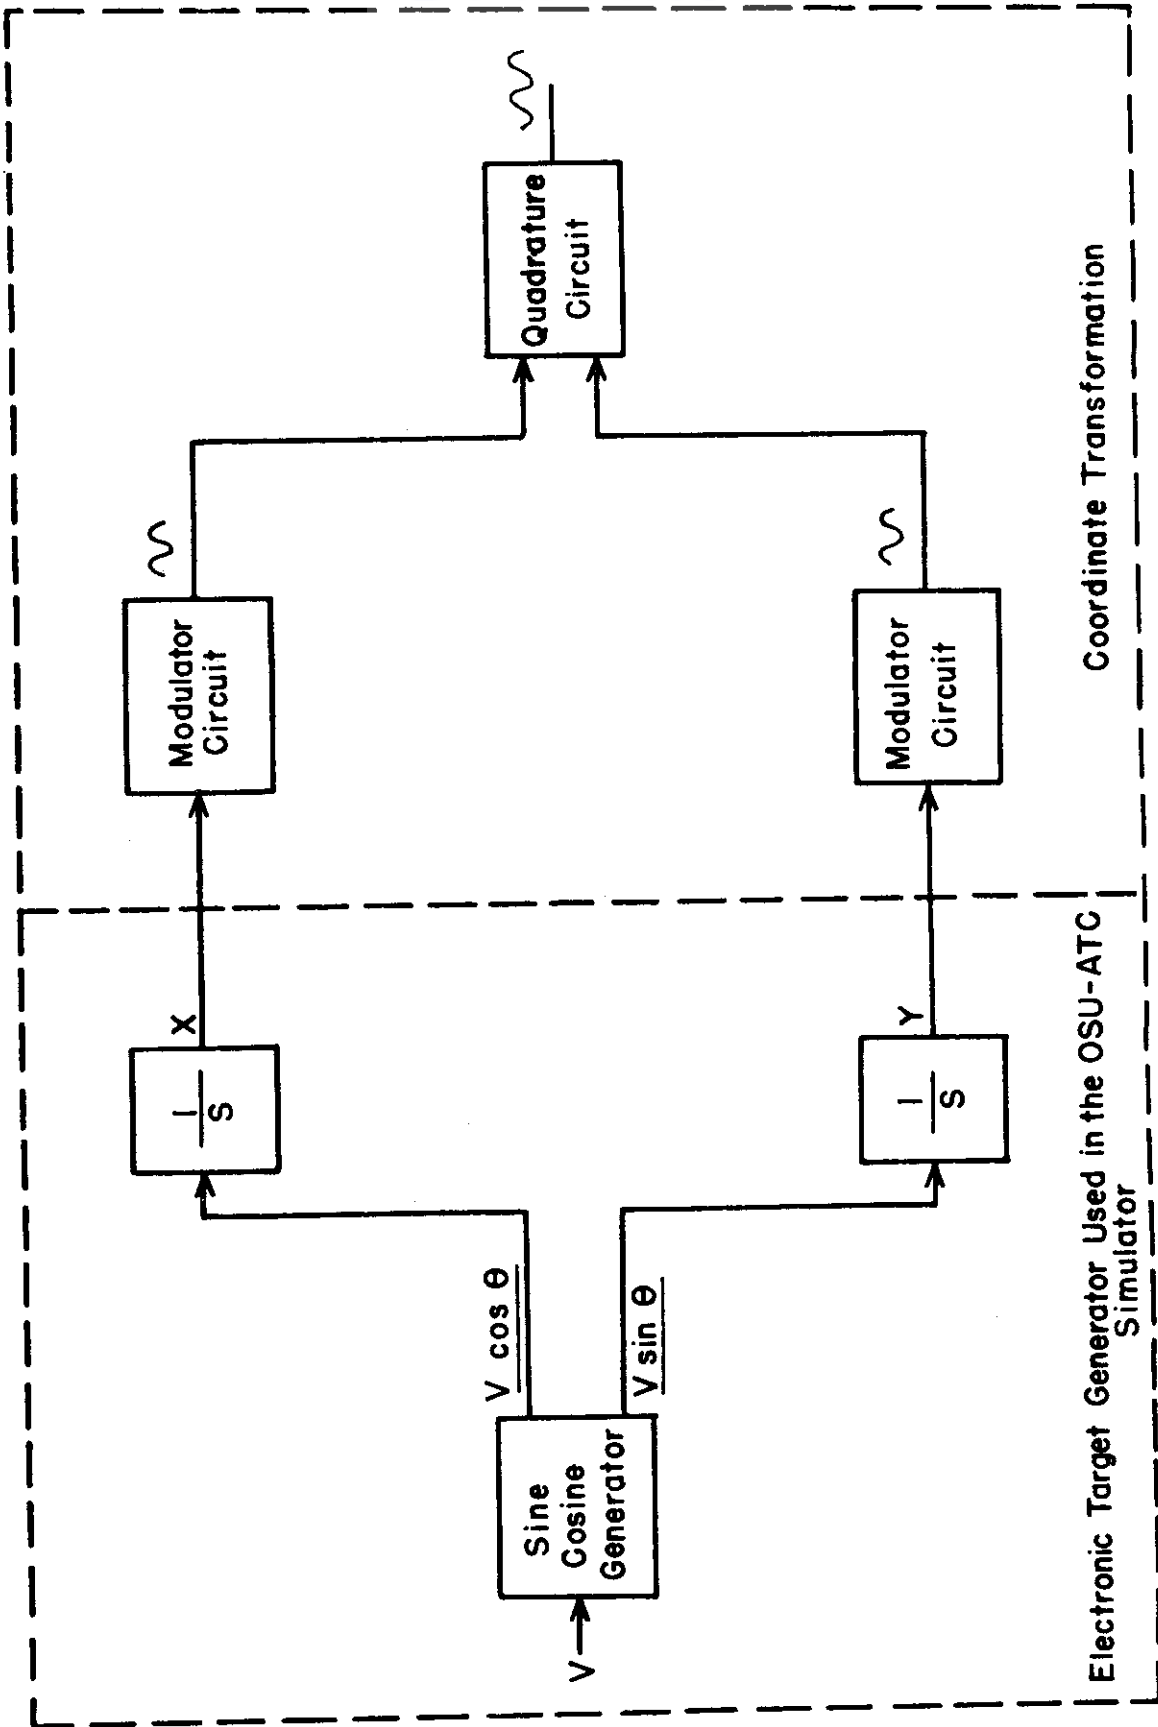 V
Sine
Cosine
Generator
V cos θ
V sin θ
1
S
X
1
S
Y
Electronic Target Generator Used in the OSU-ATC
Simulator
Modulator
Circuit
Modulator
Circuit
Quadrature
Circuit
Coordinate Transformation